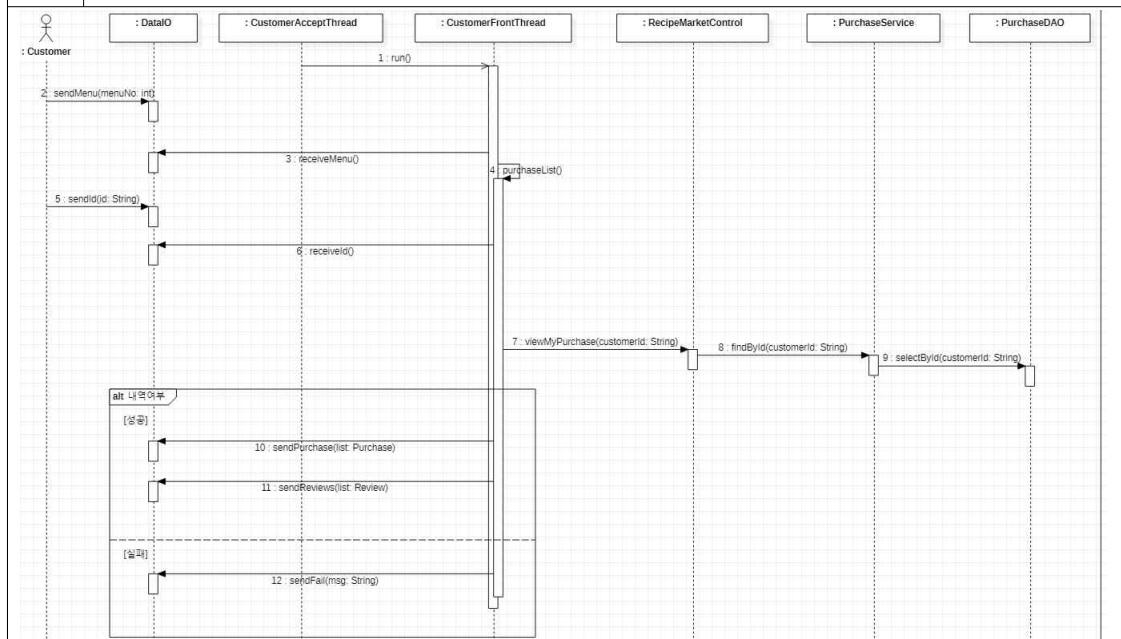 : DataIO
: CustomerAcceptThread
: CustomerFrontThread
: RecipeMarketControl
: PurchaseService
: PurchaseDAO
: Customer
1 : run()
2 : sendMenu(menuNo: int)
3 : receiveMenu()
4 : purchaseList()
5 : sendId(id: String)
6 : receiveId()
7 : viewMyPurchase(customerId: String)
8 : findById(customerId: String)
9 : selectById(customerId: String)
alt 내역여부
[성공]
10 : sendPurchase(list: Purchase)
11 : sendReviews(list: Review)
[실패]
12 : sendFail(msg: String)